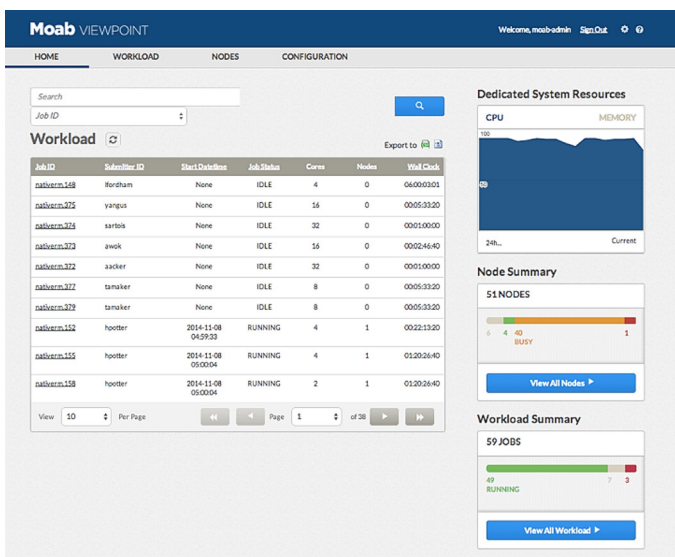 Moab VIEWPOINT
Welcome, moab-admin Sign Out
HOME WORKLOAD NODES CONFIGURATION
Search
Job ID
Workload
Export to
Job ID Submitter ID Start Datetime Job Status Cores Nodes Wall Clock
nativerm.148 lfordham None IDLE 4 0 06:00:03:01
nativerm.375 yangus None IDLE 16 0 00:05:33:20
nativerm.374 sartois None IDLE 32 0 00:01:00:00
nativerm.373 awok None IDLE 16 0 00:02:46:40
nativerm.372 aacker None IDLE 32 0 00:01:00:00
nativerm.377 tamaker None IDLE 8 0 00:05:33:20
nativerm.379 tamaker None IDLE 8 0 00:05:33:20
nativerm.152 hpotter 2014-11-08 04:59:33 RUNNING 4 1 00:22:13:20
nativerm.155 hpotter 2014-11-08 05:00:04 RUNNING 4 1 01:20:26:40
nativerm.158 hpotter 2014-11-08 05:00:04 RUNNING 2 1 01:20:26:40
View 10 Per Page Page 1 of 38
Dedicated System Resources
CPU MEMORY
100
50
24h... Current
Node Summary
51 NODES
6 4 40 1
BUSY
View All Nodes
Workload Summary
59 JOBS
49 7 3
RUNNING
View All Workload